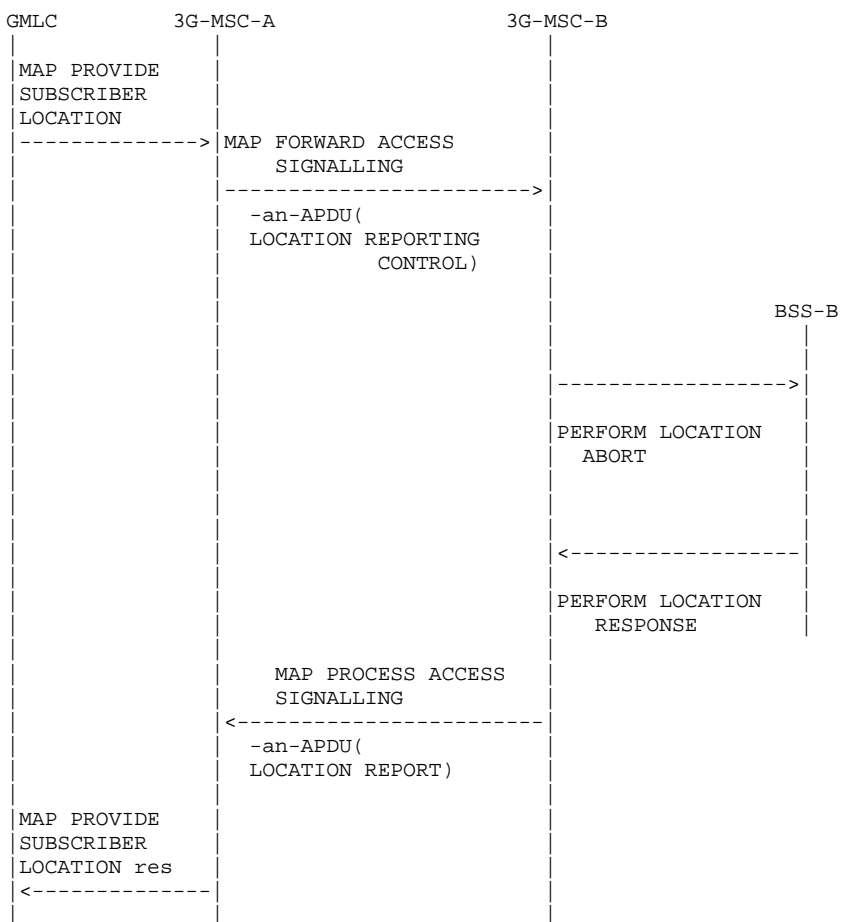 GMLC 3G-MSC-A 3G-MSC-B
MAP PROVIDE
SUBSCRIBER
LOCATION
MAP FORWARD ACCESS
SIGNALLING
-an-APDU(
LOCATION REPORTING
CONTROL)
BSS-B
PERFORM LOCATION
ABORT
PERFORM LOCATION
RESPONSE
MAP PROCESS ACCESS
SIGNALLING
-an-APDU(
LOCATION REPORT)
MAP PROVIDE
SUBSCRIBER
LOCATION res